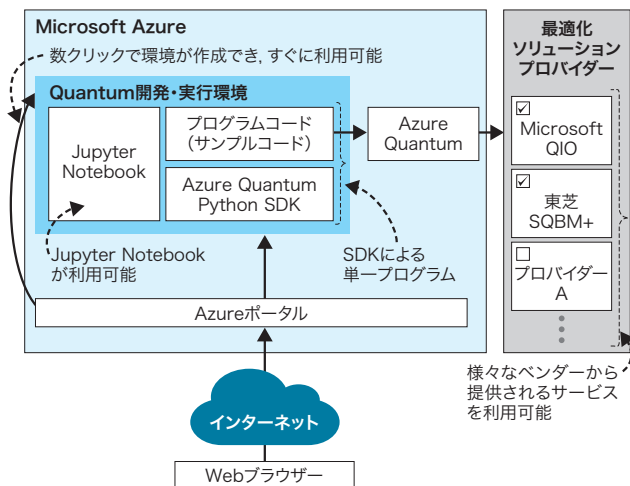 Microsoft Azure
数クリックで環境が作成でき，すぐに利用可能
Quantum開発・実行環境
Jupyter
Notebook
プログラムコード
（サンプルコード）
Azure Quantum
Python SDK
Azure
Quantum
Jupyter Notebook
が利用可能
SDKによる
単一プログラム
Azureポータル
インターネット
Webブラウザー
最適化
ソリューション
プロバイダー
Microsoft
QIO
東芝
SQBM+
プロバイダー
A
様々なベンダーから
提供されるサービス
を利用可能